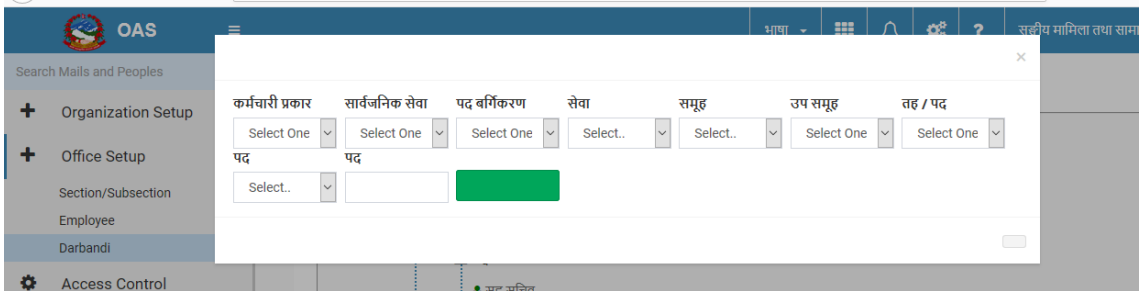 OAS
भाषा
?
सङ्घीय मामिला तथा सामा
Search Mails and Peoples
Organization Setup
Office Setup
Section/Subsection
Employee
Darbandi
Access Control
×
कर्मचारी प्रकार सार्वजनिक सेवा पद बर्गिकरण सेवा समूह उप समूह तह / पद
Select One Select One Select One Select.. Select.. Select One Select One
पद पद
Select..